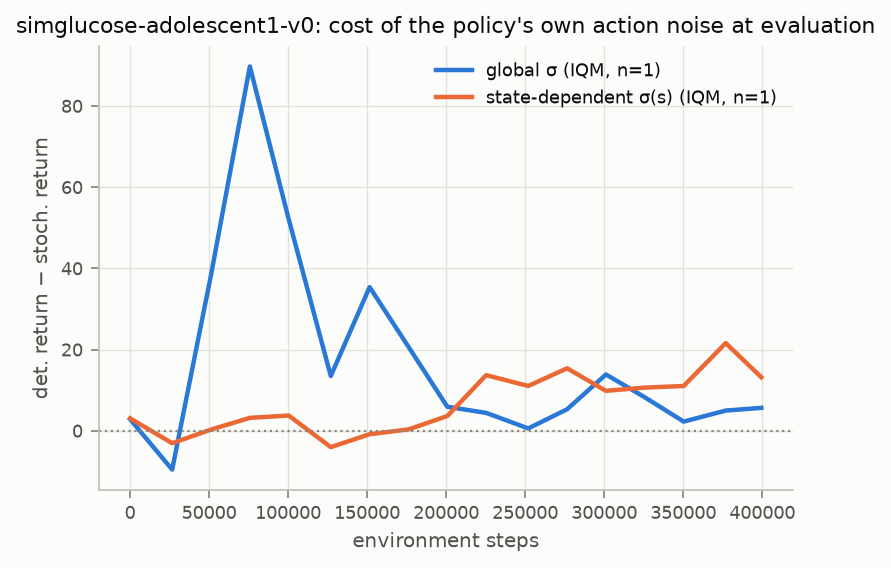 simglucose-adolescent1-v0: cost of the policy's own action noise at evaluation
global σ (IQM, n=1)
state-dependent σ(s) (IQM, n=1)
det. return − stoch. return
80
60
40
20
0
0 50000 100000 150000 200000 250000 300000 350000 400000
environment steps